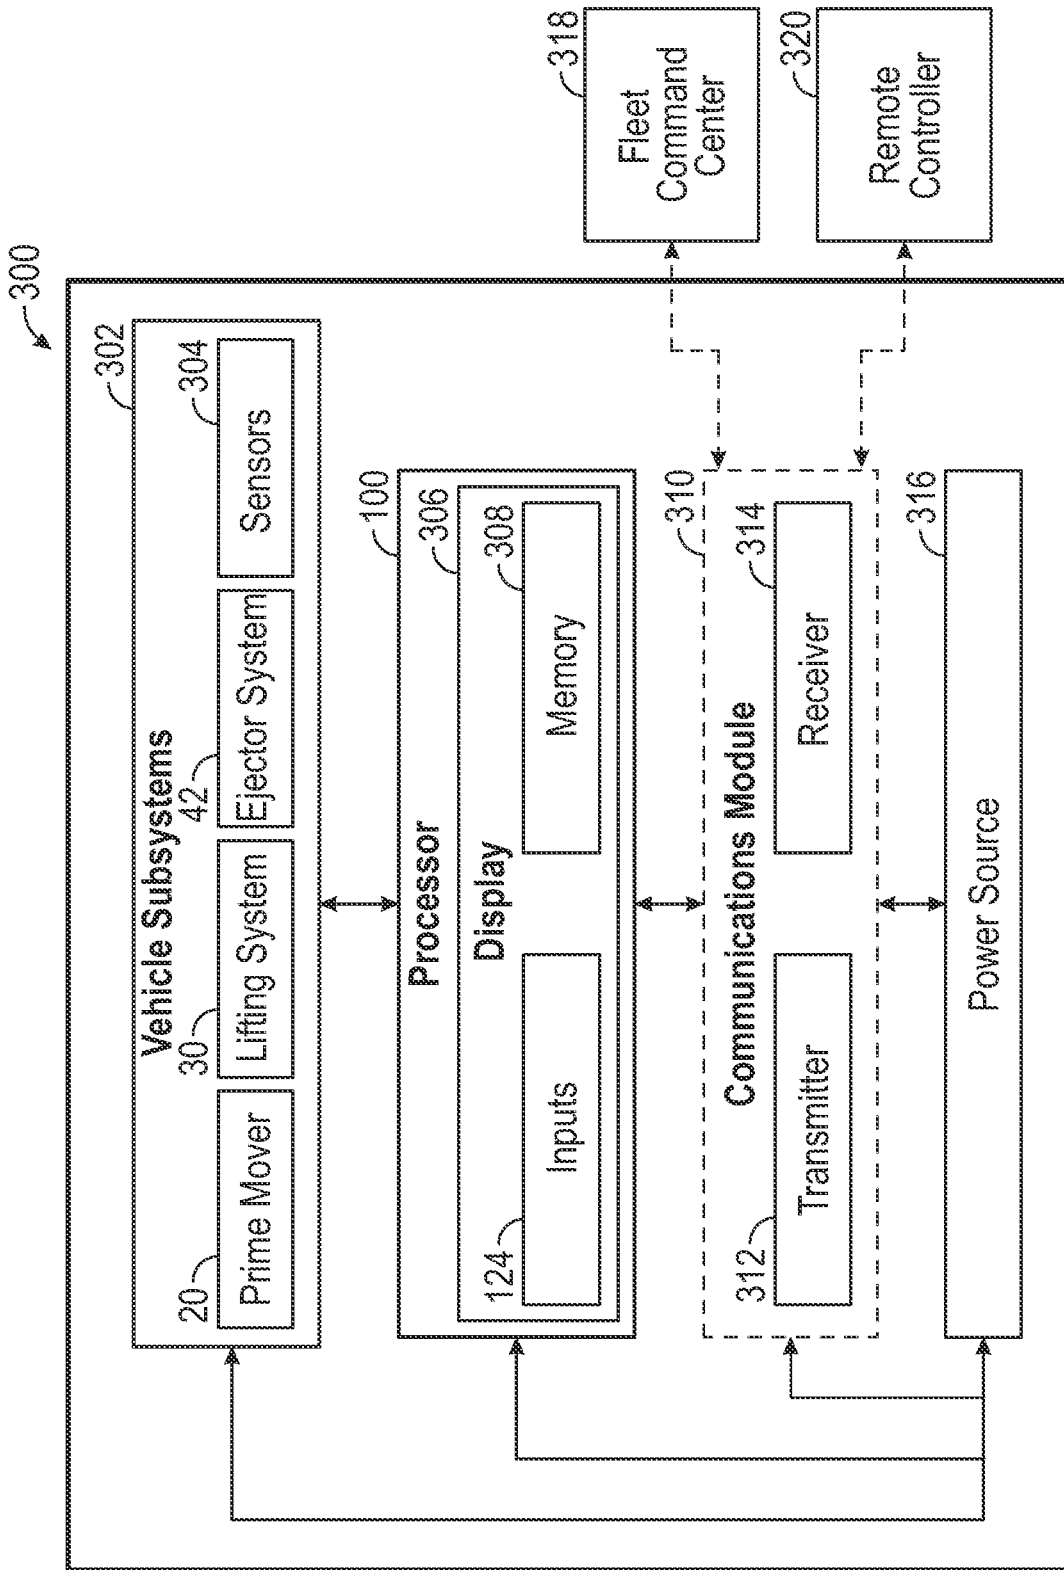 300
302
Vehicle Subsystems
20
30
42
304
Prime Mover
Lifting System
Ejector System
Sensors
100
Processor
306
Display
124
308
Inputs
Memory
310
Communications Module
312
314
Transmitter
Receiver
316
Power Source
318
Fleet
Command
Center
320
Remote
Controller